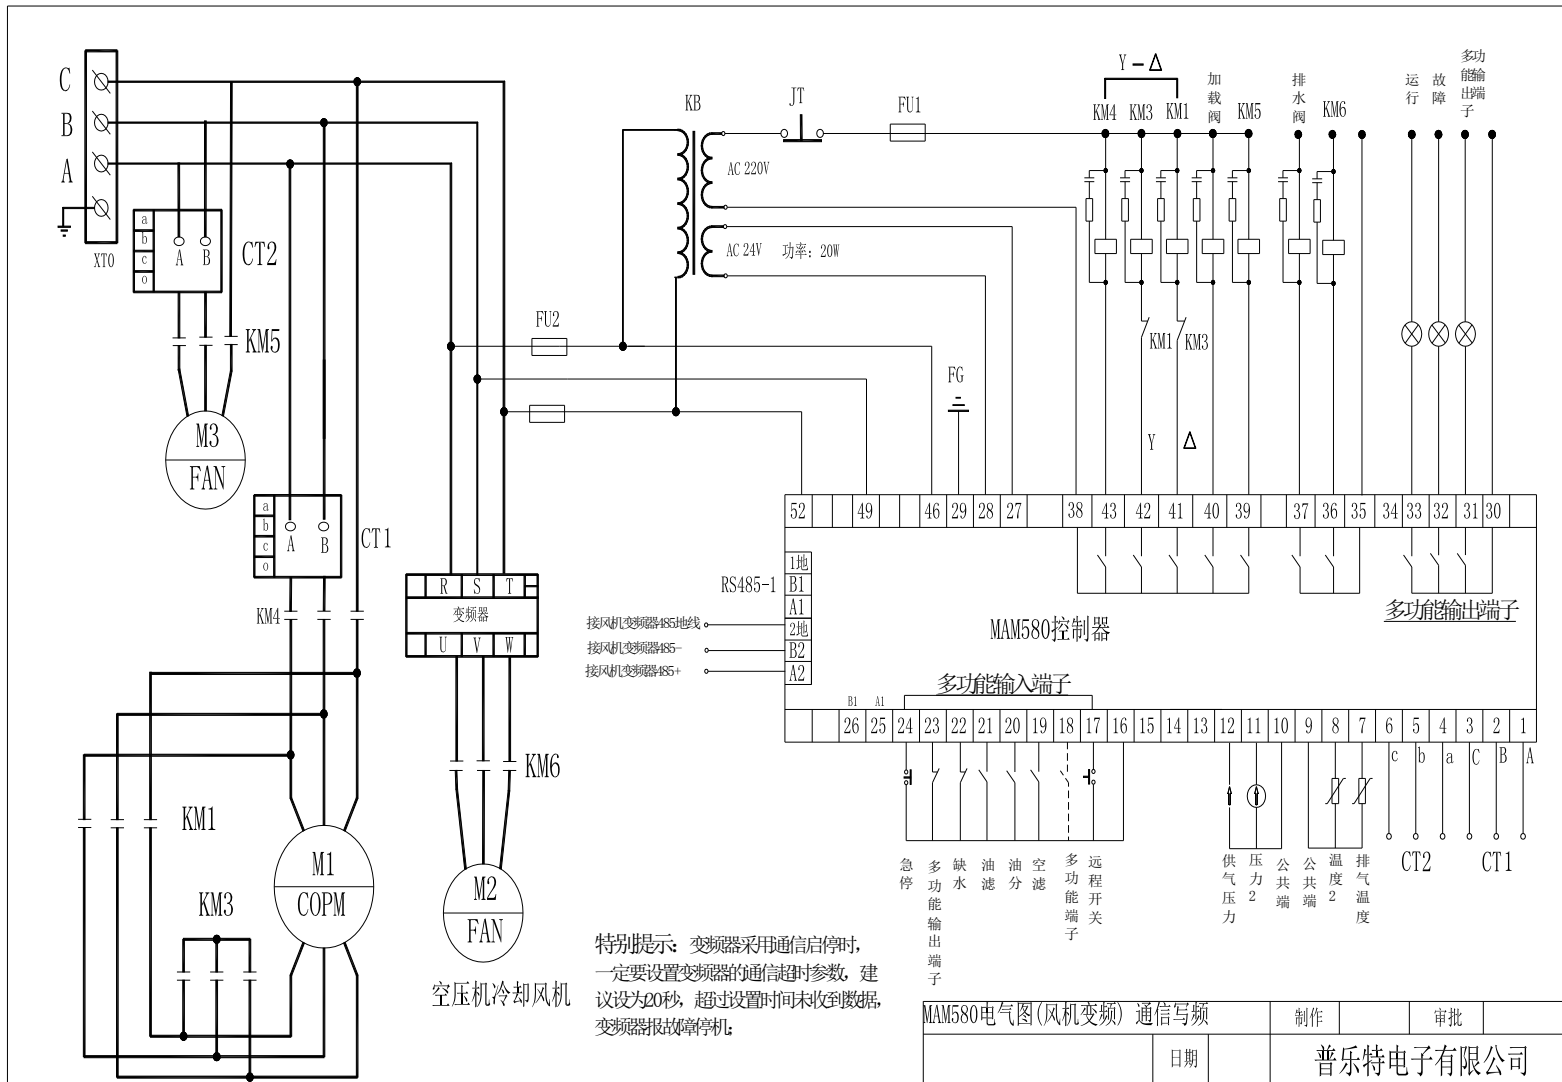 C
B
A
XT0
a
b
c
o
A B
CT2
KM5
M3
FAN
a
b
c
o
A B
CT1
KM4
KM1
KM3
M1
COPM
R S T
变频器
U V W
KM6
M2
FAN
空压机冷却风机
FU2
KB
JT
FU1
AC 220V
AC 24V 功率: 20W
Y - Δ
KM4 KM3 KM1 加载阀 KM5 排水阀 KM6
运行 故障 多功能输出端子
KM1 KM3
Y Δ
FG
52 49 46 29 28 27 38 43 42 41 40 39 37 36 35 34 33 32 31 30
RS485-1
1地
B1
A1
2地
B2
A2
接风机变频器485地线
接风机变频器485-
接风机变频器485+
MAM580控制器
多功能输出端子
多功能输入端子
B1 A1
26 25 24 23 22 21 20 19 18 17 16 15 14 13 12 11 10 9 8 7 6 5 4 3 2 1
c b a C B A
CT2 CT1
急停
多功能输出端子
缺水
油滤
油分
空滤
多功能端子
远程开关
供气压力
压力2
公共端
公共端
温度2
排气温度
特别提示: 变频器采用通信启停时,
一定要设置变频器的通信超时参数, 建
议设为20秒, 超过设置时间未收到数据,
变频器报故障停机;
MAM580电气图(风机变频) 通信写频 制作 审批
日期 普乐特电子有限公司